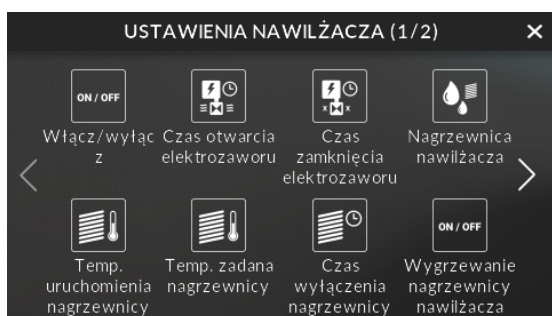 USTAWIENIA NAWILŻACZA (1/2)
ON / OFF
Włącz/wyłąc
z
Czas otwarcia
elektrozaworu
Czas
zamknięcia
elektrozaworu
Nagrzewnica
nawilżacza
Temp.
uruchomienia
nagrzewnicy
Temp. zadana
nagrzewnicy
Czas
wyłączenia
nagrzewnicy
ON / OFF
Wygrzewanie
nagrzewnicy
nawilżacza